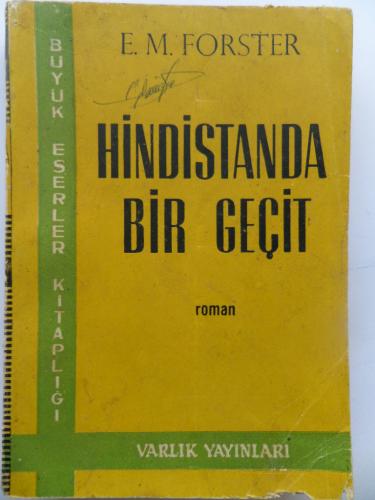 E. M. FORSTER
HİNDİSTANDA
BİR GEÇİT
roman
BÜYÜK ESERLER KİTAPLIĞI
VARLIK YAYINLARI